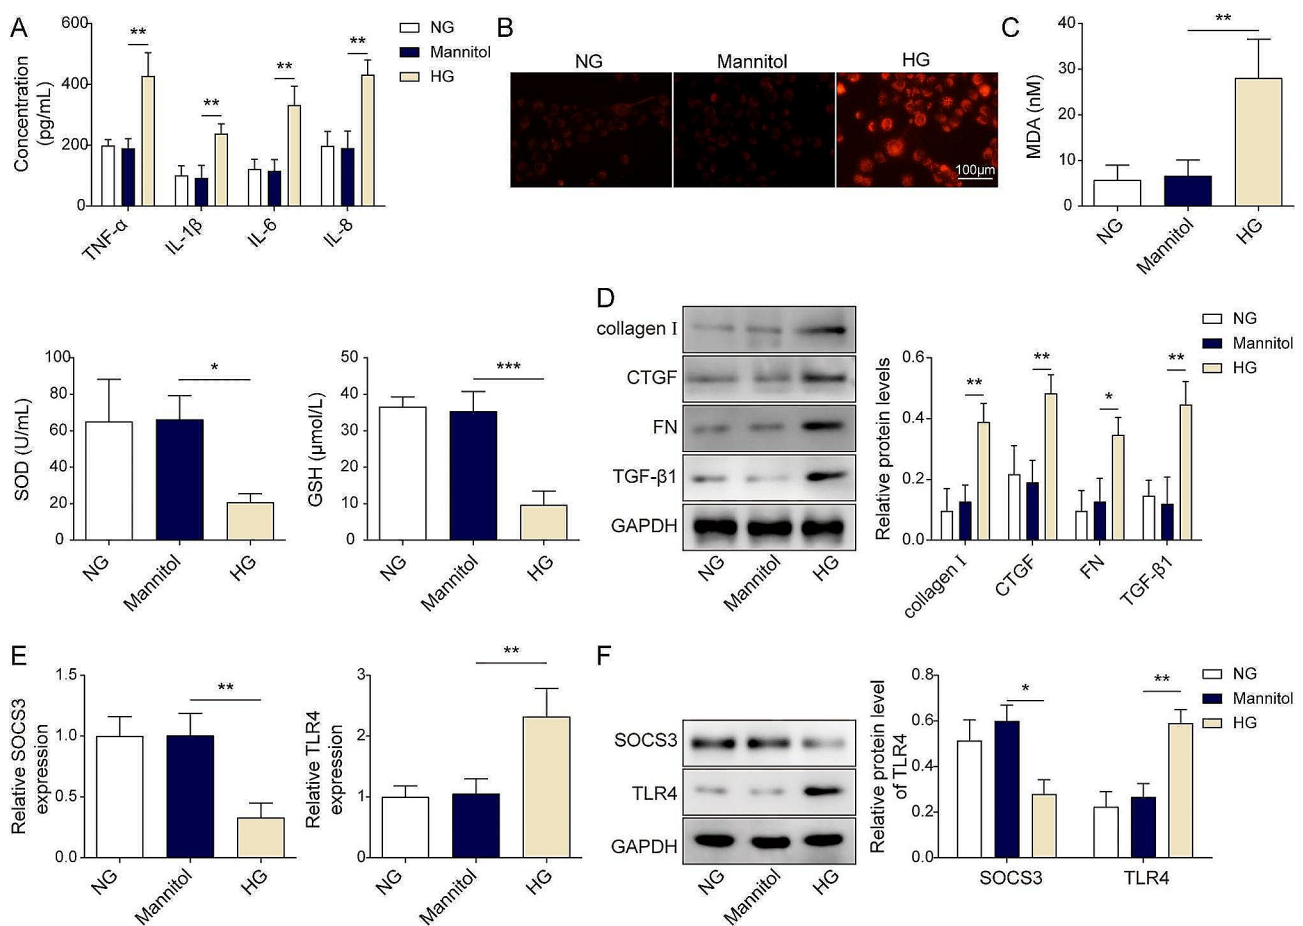 A
Concentration
(pg/mL)
600
400
200
0
**
**
**
**
TNF-α
IL-1β
IL-6
IL-8
NG
Mannitol
HG
B
NG
Mannitol
HG
100μm
C
MDA (nM)
40
30
20
10
0
**
NG
Mannitol
HG
SOD (U/mL)
100
80
60
40
20
0
*
NG
Mannitol
HG
GSH (μmol/L)
50
40
30
20
10
0
***
NG
Mannitol
HG
D
collagen I
CTGF
FN
TGF-β1
GAPDH
NG
Mannitol
HG
Relative protein levels
0.6
0.4
0.2
0.0
**
**
*
**
collagen I
CTGF
FN
TGF-β1
NG
Mannitol
HG
E
Relative SOCS3
expression
1.5
1.0
0.5
0.0
**
NG
Mannitol
HG
Relative TLR4
expression
3
2
1
0
**
NG
Mannitol
HG
F
SOCS3
TLR4
GAPDH
NG
Mannitol
HG
Relative protein level
of TLR4
0.8
0.6
0.4
0.2
0.0
*
**
SOCS3
TLR4
NG
Mannitol
HG